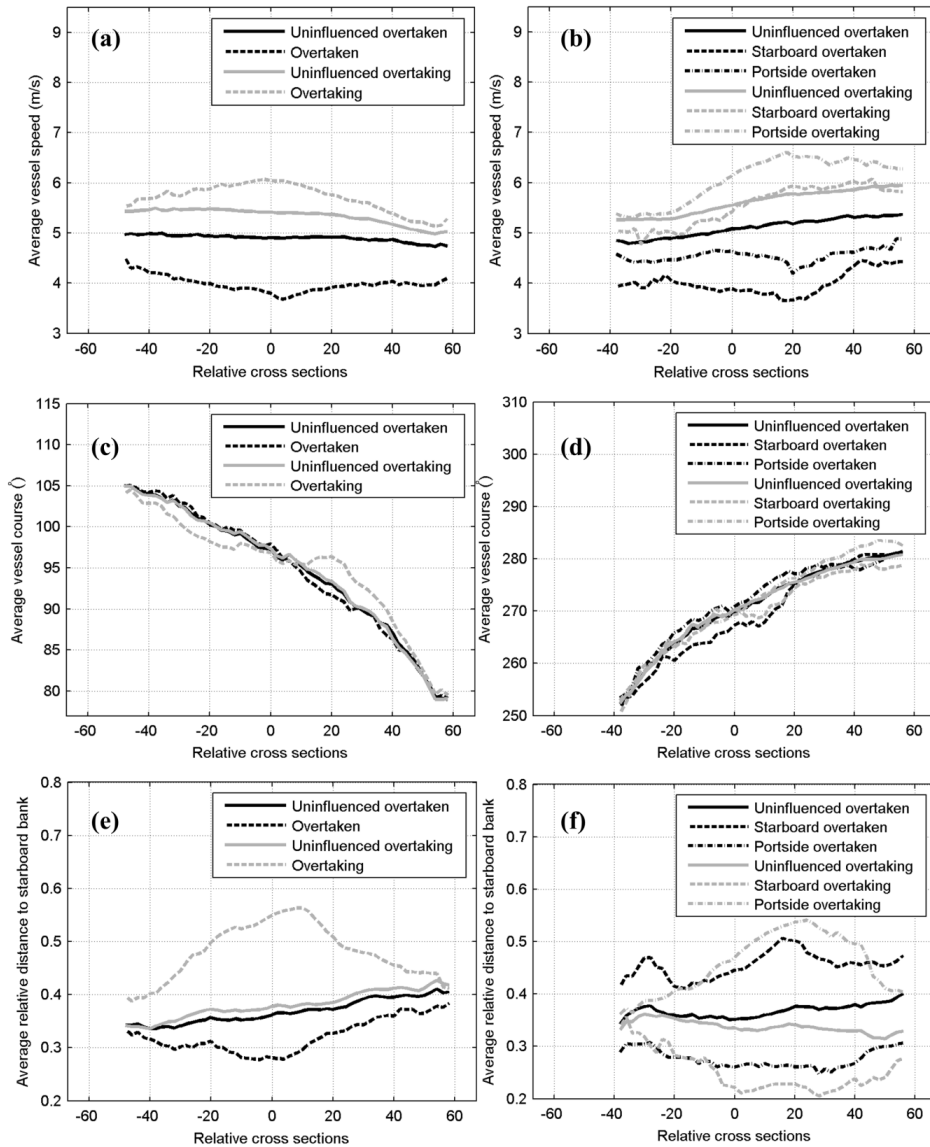 (a)
Uninfluenced overtaken
Overtaken
Uninfluenced overtaking
Overtaking
Average vessel speed (m/s)
9
8
7
6
5
4
3
-60 -40 -20 0 20 40 60
Relative cross sections
(b)
Uninfluenced overtaken
Starboard overtaken
Portside overtaken
Uninfluenced overtaking
Starboard overtaking
Portside overtaking
Average vessel speed (m/s)
9
8
7
6
5
4
3
-60 -40 -20 0 20 40 60
Relative cross sections
(c)
Uninfluenced overtaken
Overtaken
Uninfluenced overtaking
Overtaking
Average vessel course (°)
115
110
105
100
95
90
85
80
-60 -40 -20 0 20 40 60
Relative cross sections
(d)
Uninfluenced overtaken
Starboard overtaken
Portside overtaken
Uninfluenced overtaking
Starboard overtaking
Portside overtaking
Average vessel course (°)
310
300
290
280
270
260
250
-60 -40 -20 0 20 40 60
Relative cross sections
(e)
Uninfluenced overtaken
Overtaken
Uninfluenced overtaking
Overtaking
Average relative distance to starboard bank
0.8
0.7
0.6
0.5
0.4
0.3
0.2
-60 -40 -20 0 20 40 60
Relative cross sections
(f)
Uninfluenced overtaken
Starboard overtaken
Portside overtaken
Uninfluenced overtaking
Starboard overtaking
Portside overtaking
Average relative distance to starboard bank
0.8
0.7
0.6
0.5
0.4
0.3
0.2
-60 -40 -20 0 20 40 60
Relative cross sections